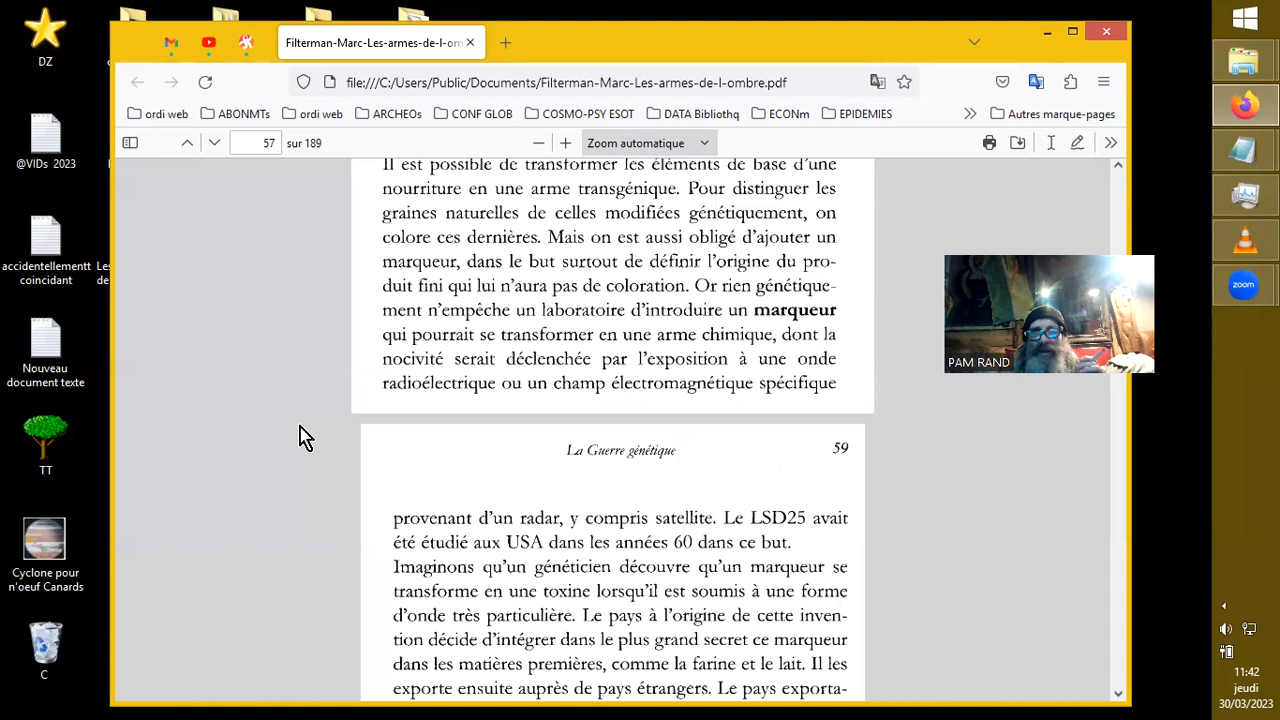 DZ
@VIDs 2023
accidentellementt
coincidant
Nouveau
document texte
TT
Cyclone pour
n'oeuf Canards
C
Filterman-Marc-Les-armes-de-l-om
file:///C:/Users/Public/Documents/Filterman-Marc-Les-armes-de-l-ombre.pdf
ordi web
ABONMTs
ordi web
ARCHEOs
CONF GLOB
COSMO-PSY ESOT
DATA Bibliothq
ECONm
EPIDEMIES
Autres marque-pages
57 sur 189
Zoom automatique
Il est possible de transformer les éléments de base d'une
nourriture en une arme transgénique. Pour distinguer les
graines naturelles de celles modifiées génétiquement, on
colore ces dernières. Mais on est aussi obligé d'ajouter un
marqueur, dans le but surtout de définir l'origine du pro-
duit fini qui lui n'aura pas de coloration. Or rien génétique-
ment n'empêche un laboratoire d'introduire un marqueur
qui pourrait se transformer en une arme chimique, dont la
nocivité serait déclenchée par l'exposition à une onde
radioélectrique ou un champ électromagnétique spécifique
La Guerre génétique 59
provenant d'un radar, y compris satellite. Le LSD25 avait
été étudié aux USA dans les années 60 dans ce but.
Imaginons qu'un généticien découvre qu'un marqueur se
transforme en une toxine lorsqu'il est soumis à une forme
d'onde très particulière. Le pays à l'origine de cette inven-
tion décide d'intégrer dans le plus grand secret ce marqueur
dans les matières premières, comme la farine et le lait. Il les
exporte ensuite auprès de pays étrangers. Le pays exporta-
PAM RAND
zoom
11:42
jeudi
30/03/2023